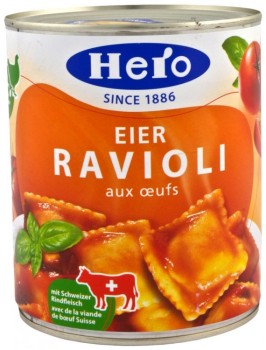 Hero
SINCE 1886
EIER
RAVIOLI
aux œufs
mit Schweizer
Rindfleisch
avec de la viande
de bœuf Suisse